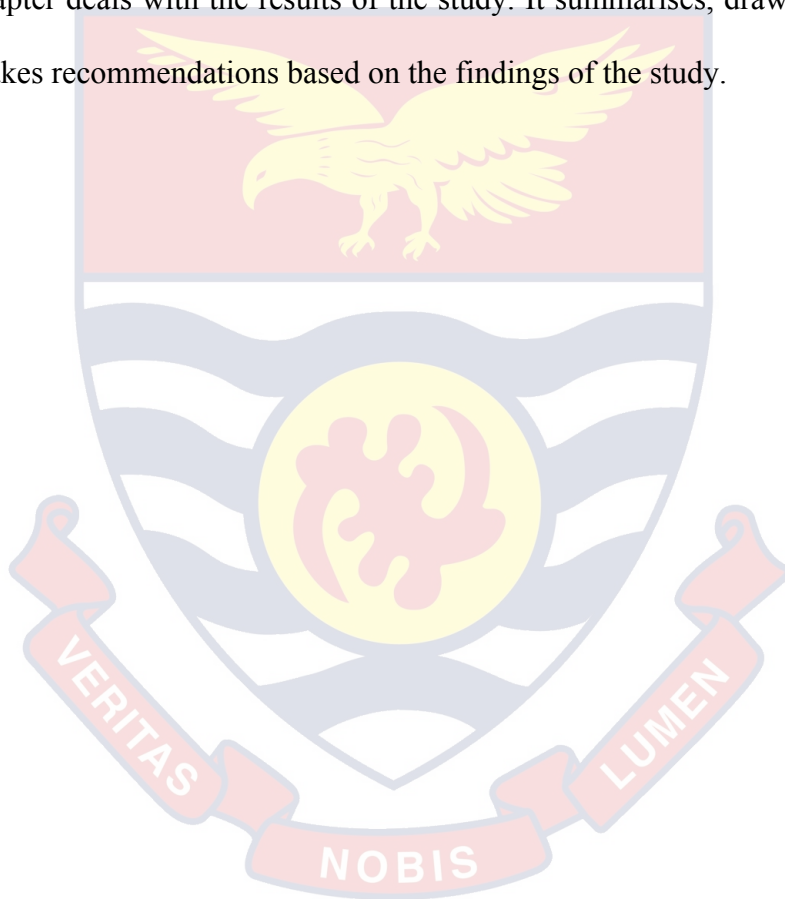 apter deals with the results of the study. It summarises, draw
akes recommendations based on the findings of the study.
VERITAS
NOBIS
LUMEN